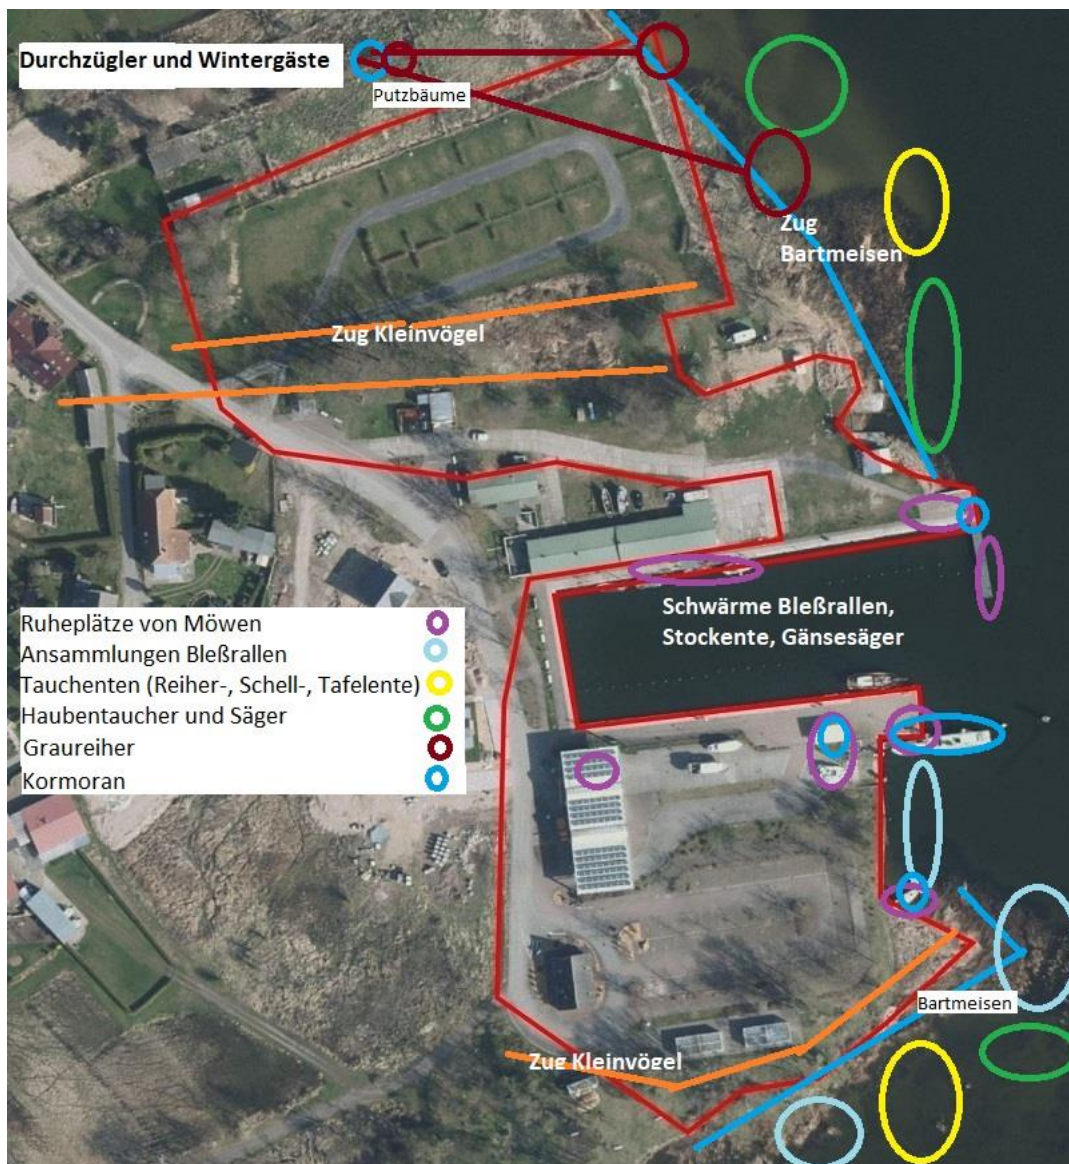 Durchzügler und Wintergäste
Putzbäume
Zug
Bartmeisen
Zug Kleinvögel
Schwärme Bleßrallen,
Stockente, Gänsesäger
Ruheplätze von Möwen
Ansammlungen Bleßrallen
Tauchenten (Reiher-, Schell-, Tafelente)
Haubentaucher und Säger
Graureiher
Kormoran
Bartmeisen
Zug Kleinvögel